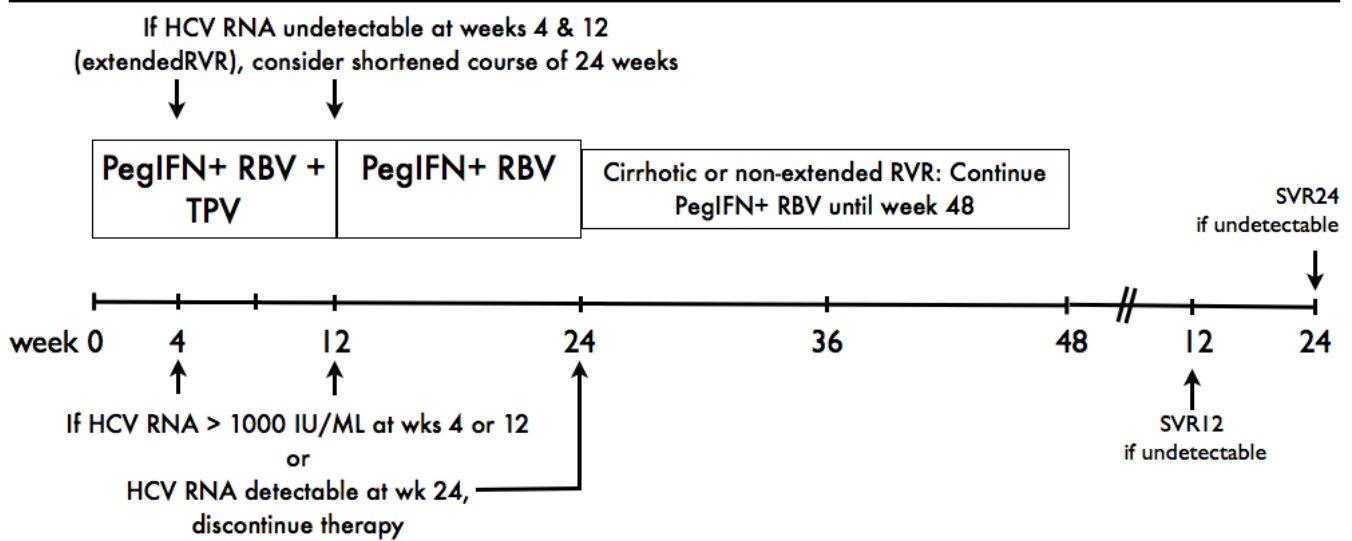 If HCV RNA undetectable at weeks 4 & 12
(extendedRVR), consider shortened course of 24 weeks
PegIFN+ RBV +
TPV
PegIFN+ RBV
Cirrhotic or non-extended RVR: Continue
PegIFN+ RBV until week 48
SVR24
if undetectable
week 0 4 12 24 36 48 12 24
If HCV RNA > 1000 IU/ML at wks 4 or 12
or
HCV RNA detectable at wk 24,
discontinue therapy
SVR12
if undetectable